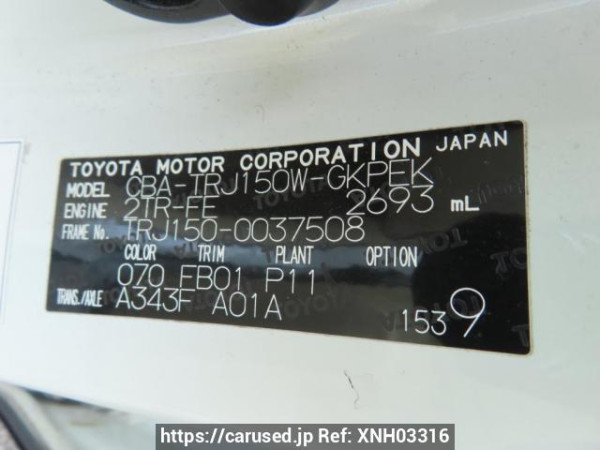 TOYOTA MOTOR CORPORATION JAPAN
MODEL CBA-TRJ150W-GKPEK
ENGINE 2TR-FE 2693 mL
FRAME No. TRJ150-0037508
COLOR TRIM PLANT OPTION
070 FB01 P11
TRANS./AXLE A343F A01A
1539
https://carused.jp Ref: XNH03316